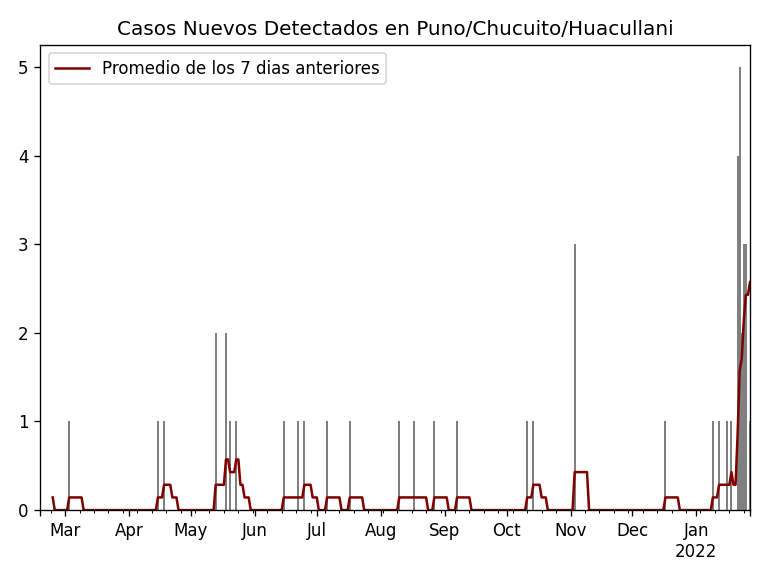 Casos Nuevos Detectados en Puno/Chucuito/Huacullani
Promedio de los 7 dias anteriores
5
4
3
2
1
0
Mar Apr May Jun Jul Aug Sep Oct Nov Dec Jan
2022